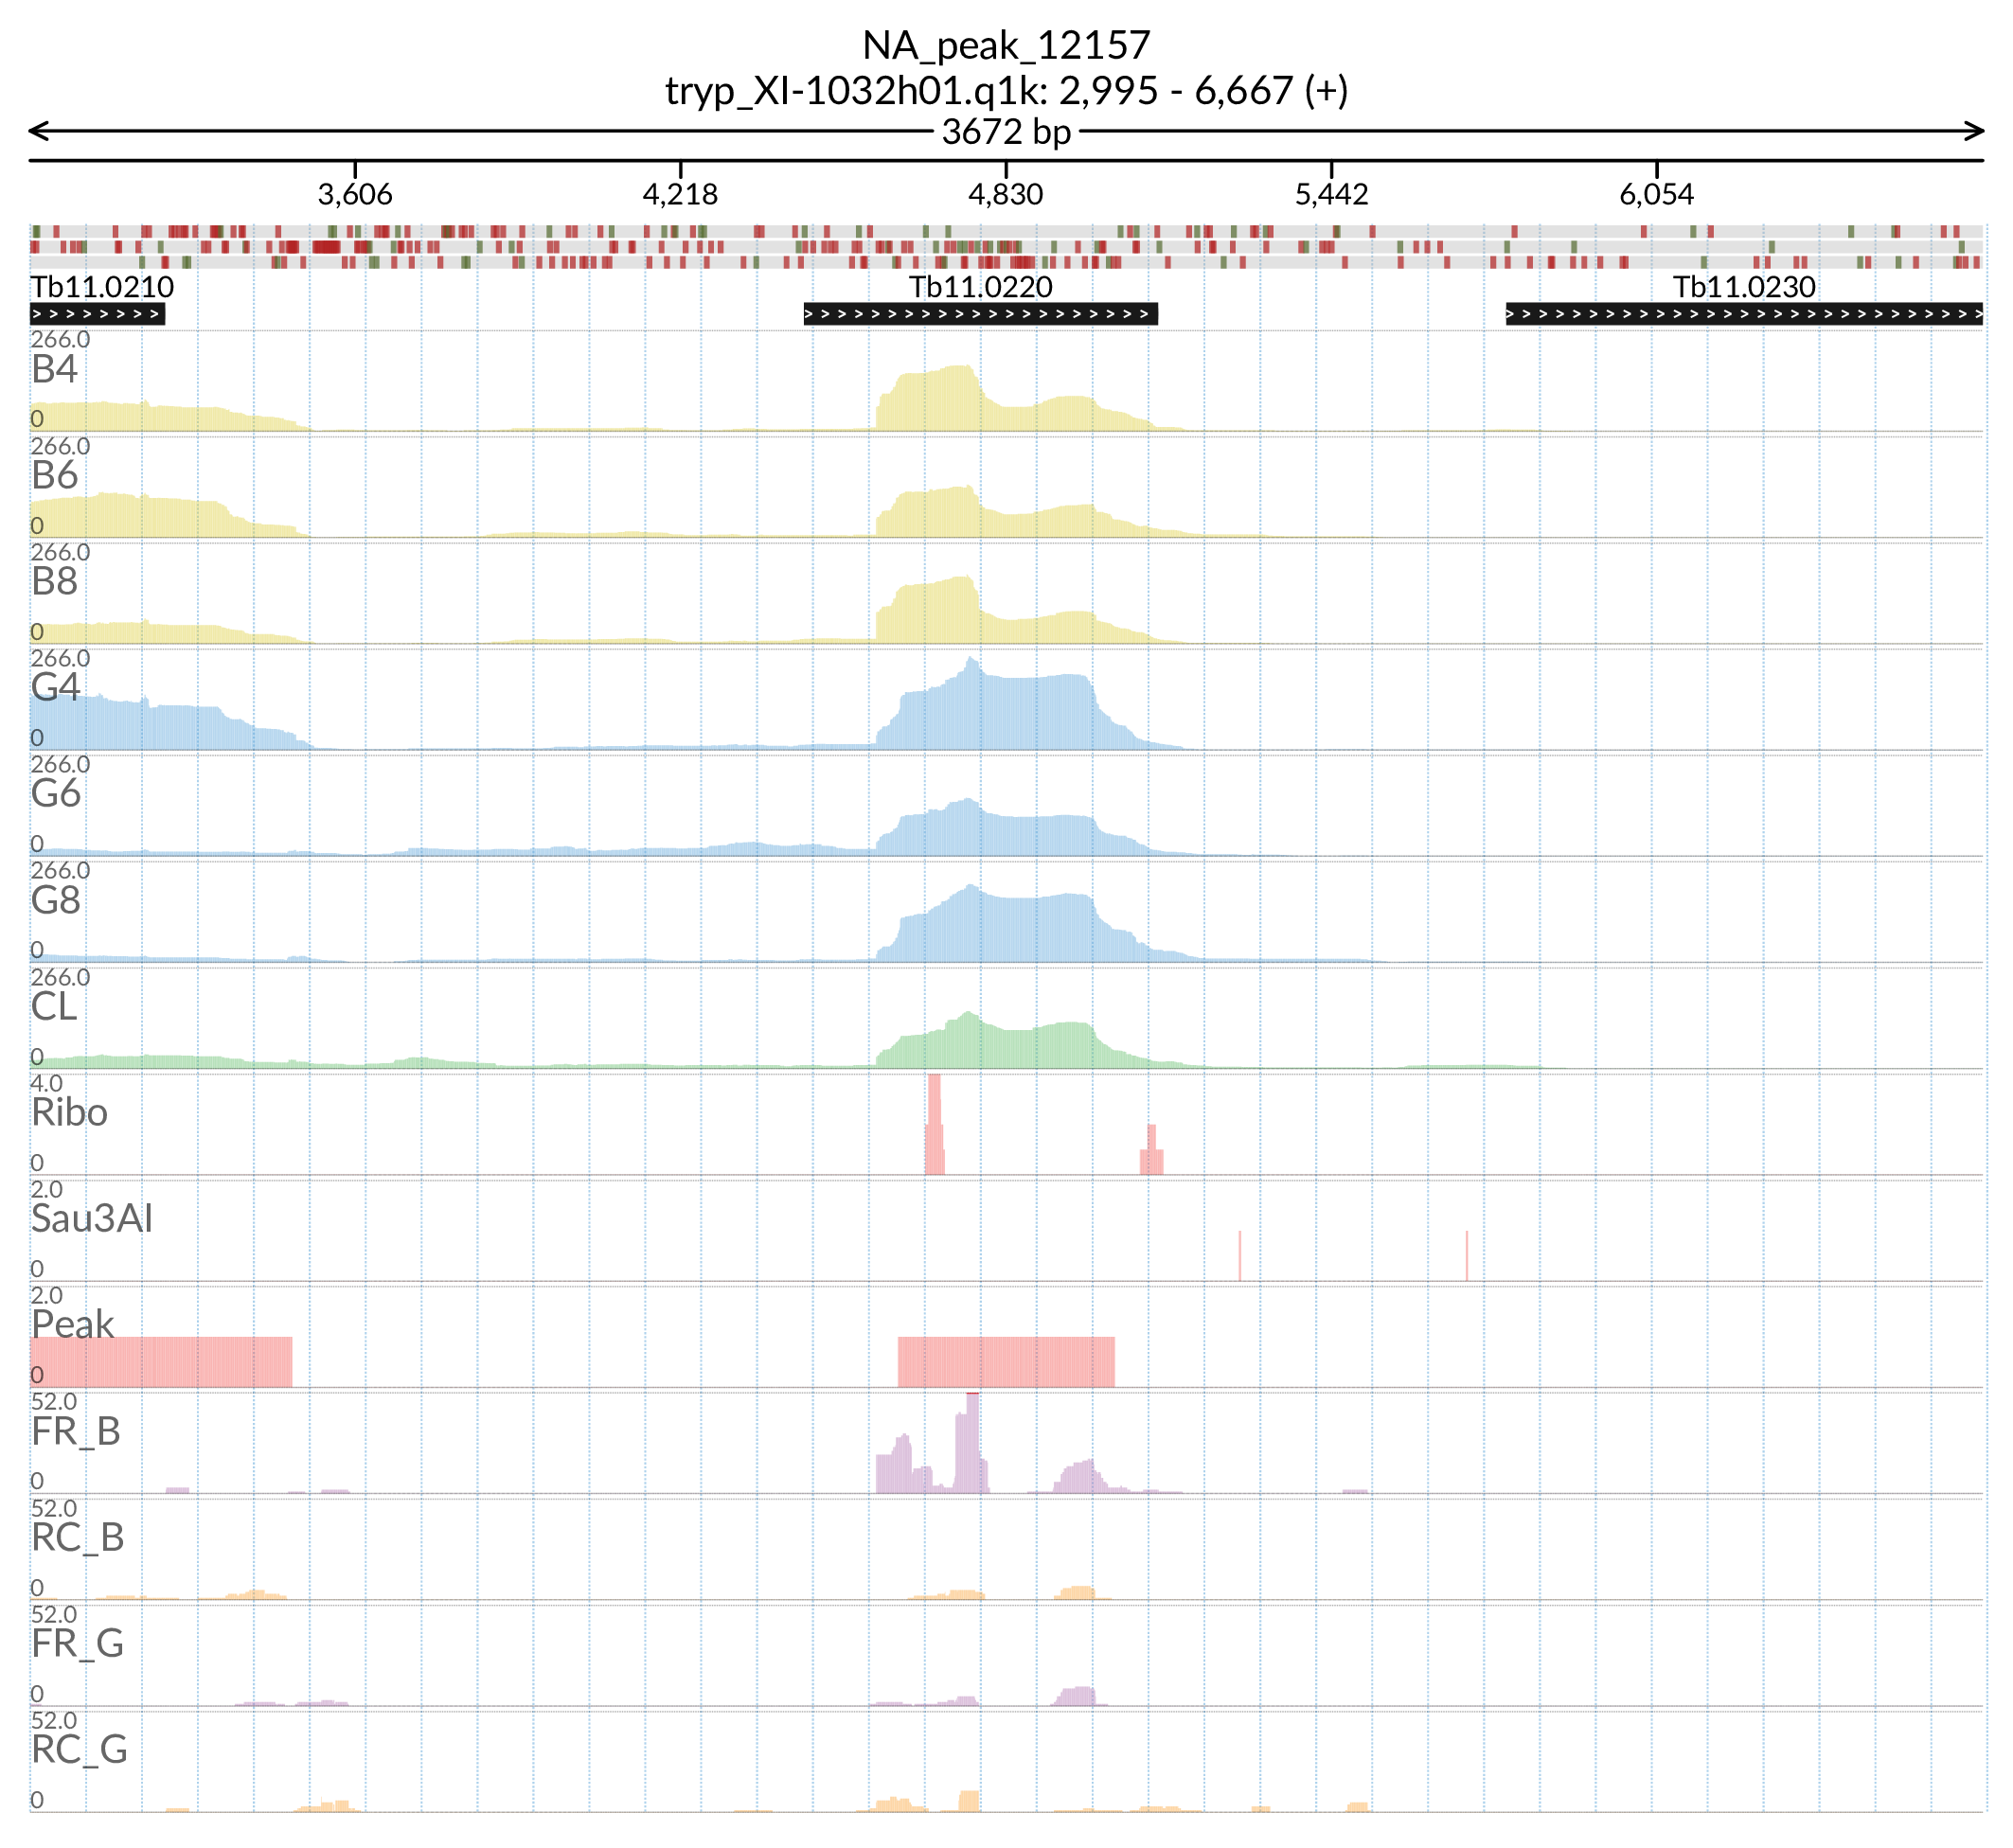 NA_peak_12157
tryp_XI-1032h01.q1k: 2,995 - 6,667 (+)
3672 bp
3,606 4,218 4,830 5,442 6,054
Tb11.0210 Tb11.0220 Tb11.0230
266.0
B4
0
266.0
B6
0
266.0
B8
0
266.0
G4
0
266.0
G6
0
266.0
G8
0
266.0
CL
0
4.0
Ribo
0
2.0
Sau3AI
0
2.0
Peak
0
52.0
FR_B
0
52.0
RC_B
0
52.0
FR_G
0
52.0
RC_G
0